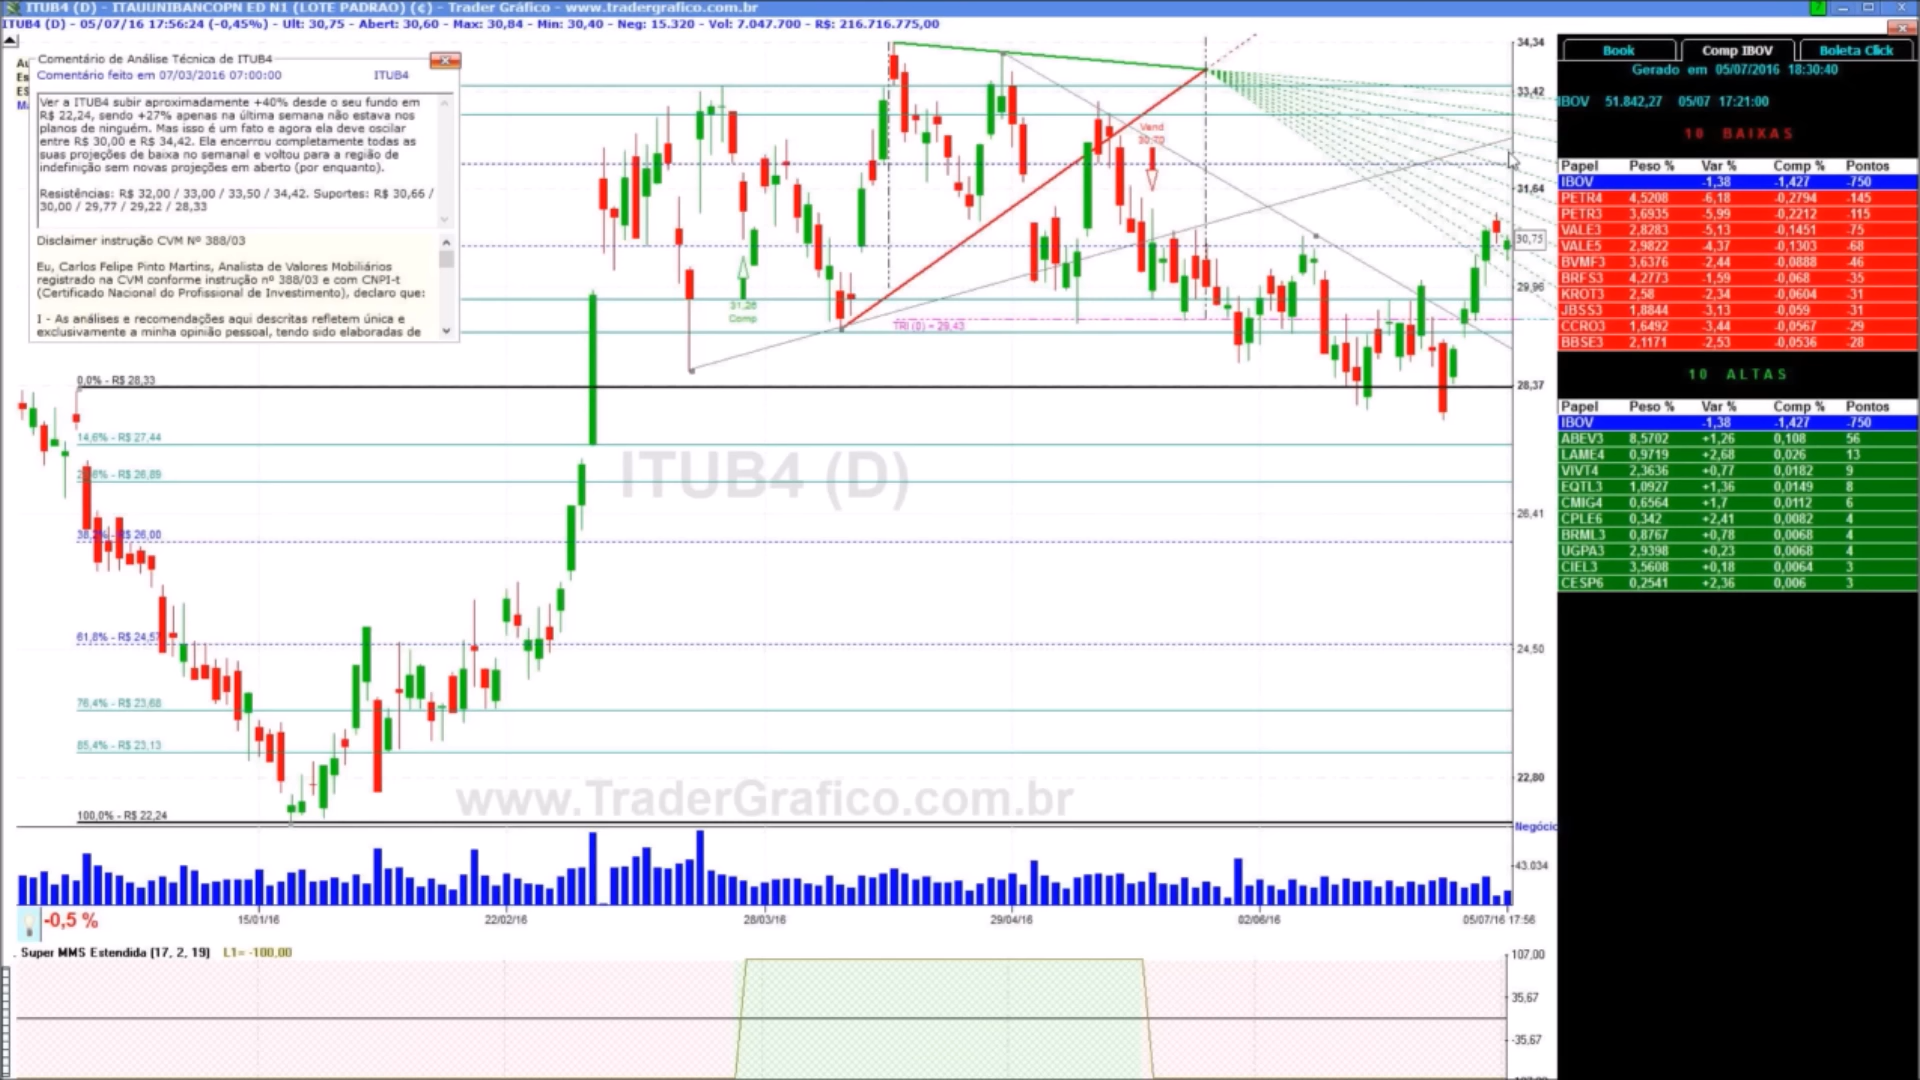 ITUB4 (D) - ITAUUNIBANCOPN ED N1 (LOTE PADRAO) (¢) - Trader Gráfico - www.tradergrafico.com.br
ITUB4 (D) - 05/07/16 17:56:24 (-0,45%) - Ult: 30,75 - Abert: 30,60 - Max: 30,84 - Min: 30,40 - Neg: 15.320 - Vol: 7.047.700 - R$: 216.716.775,00
Comentário de Análise Técnica de ITUB4
Comentário feito em 07/03/2016 07:00:00 ITUB4
Ver a ITUB4 subir aproximadamente +40% desde o seu fundo em
R$ 22,24, sendo +27% apenas na última semana não estava nos
planos de ninguém. Mas isso é um fato e agora ela deve oscilar
entre R$ 30,00 e R$ 34,42. Ela encerrou completamente todas as
suas projeções de baixa no semanal e voltou para a região de
indefinição sem novas projeções em aberto (por enquanto).
Resistências: R$ 32,00 / 33,00 / 33,50 / 34,42. Suportes: R$ 30,66 /
30,00 / 29,77 / 29,22 / 28,33
Disclaimer instrução CVM Nº 388/03
Eu, Carlos Felipe Pinto Martins, Analista de Valores Mobiliários
registrado na CVM conforme instrução nº 388/03 e com CNPI-t
(Certificado Nacional do Profissional de Investimento), declaro que:
I - As análises e recomendações aqui descritas refletem única e
exclusivamente a minha opinião pessoal, tendo sido elaboradas de
0,0% - R$ 28,33
14,6% - R$ 27,44
R$ 26,89
38,2% - R$ 26,00
61,8% - R$ 24,57
76,4% - R$ 23,68
85,4% - R$ 23,13
100,0% - R$ 22,24
31,26
Comp
Vend
30,70
TRI (0) = 29,43
ITUB4 (D)
www.TraderGrafico.com.br
34,34
33,42
31,64
30,75
29,96
28,37
26,41
24,50
22,80
Negócio
43.034
15/01/16 22/02/16 28/03/16 29/04/16 02/06/16 05/07/16 17:56
-0,5 %
. Super MMS Estendida (17, 2, 19) L1= -100,00
107,00
35,67
-35,67
Book Comp IBOV Boleta Click
Gerado em 05/07/2016 18:30:40
IBOV 51.842,27 05/07 17:21:00
10 BAIXAS
Papel Peso % Var % Comp % Pontos
IBOV -1,38 -1,427 -750
PETR4 4,5208 -6,18 -0,2794 -145
PETR3 3,6935 -5,99 -0,2212 -115
VALE3 2,8283 -5,13 -0,1451 -75
VALE5 2,9822 -4,37 -0,1303 -68
BVMF3 3,6376 -2,44 -0,0888 -46
BRFS3 4,2773 -1,59 -0,068 -35
KROT3 2,58 -2,34 -0,0604 -31
JBSS3 1,8844 -3,13 -0,059 -31
CCRO3 1,6492 -3,44 -0,0567 -29
BBSE3 2,1171 -2,53 -0,0536 -28
10 ALTAS
Papel Peso % Var % Comp % Pontos
IBOV -1,38 -1,427 -750
ABEV3 8,5702 +1,26 0,108 56
LAME4 0,9719 +2,68 0,026 13
VIVT4 2,3636 +0,77 0,0182 9
EQTL3 1,0927 +1,36 0,0149 8
CMIG4 0,6564 +1,7 0,0112 6
CPLE6 0,342 +2,41 0,0082 4
BRML3 0,8767 +0,78 0,0068 4
UGPA3 2,9398 +0,23 0,0068 4
CIEL3 3,5608 +0,18 0,0064 3
CESP6 0,2541 +2,36 0,006 3